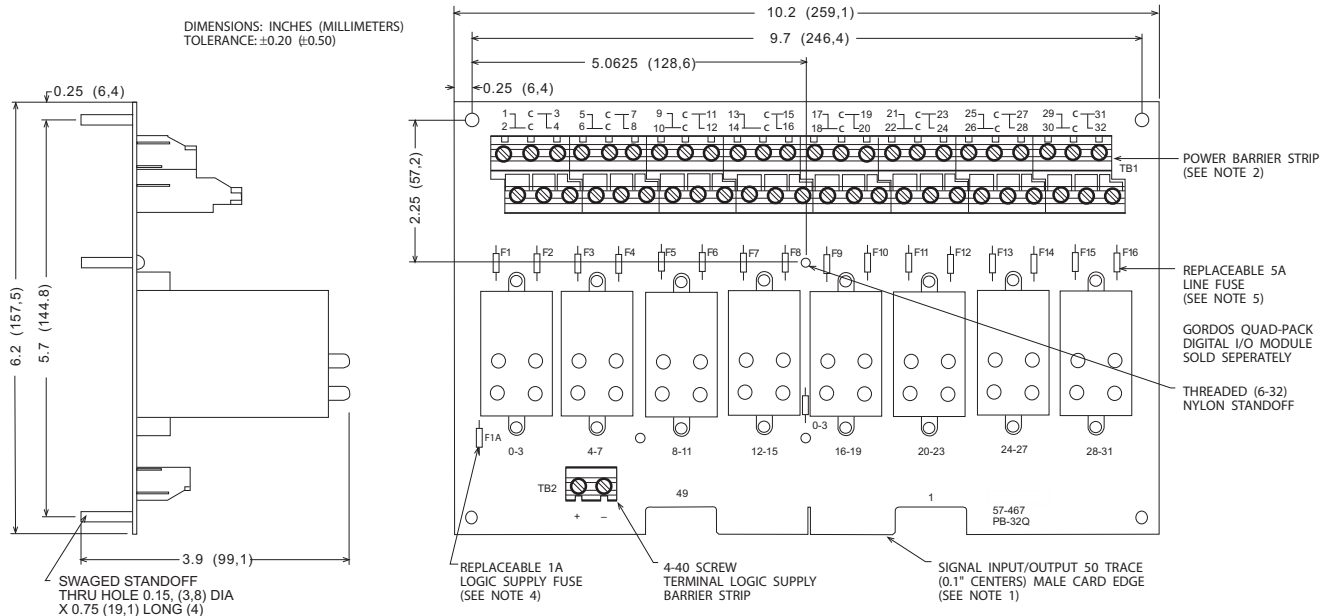 DIMENSIONS: INCHES (MILLIMETERS)
TOLERANCE: ±0.20 (±0.50)
10.2 (259,1)
9.7 (246,4)
5.0625 (128,6)
0.25 (6,4)
0.25 (6,4)
6.2 (157,5)
5.7 (144.8)
2.25 (57,2)
3.9 (99,1)
1 C 3 5 C 7 9 C 11 13 C 15 17 C 19 21 C 23 25 C 27 29 C 31
2 C 4 6 C 8 10 C 12 14 C 16 18 C 20 22 C 24 26 C 28 30 C 32
TB1
POWER BARRIER STRIP
(SEE NOTE 2)
F1 F2 F3 F4 F5 F6 F7 F8 F9 F10 F11 F12 F13 F14 F15 F16
REPLACEABLE 5A
LINE FUSE
(SEE NOTE 5)
GORDOS QUAD-PACK
DIGITAL I/O MODULE
SOLD SEPERATELY
THREADED (6-32)
NYLON STANDOFF
0-3
F1A
0-3 4-7 8-11 12-15 16-19 20-23 24-27 28-31
TB2
+ –
49
1
57-467
PB-32Q
SWAGED STANDOFF
THRU HOLE 0.15, (3,8) DIA
X 0.75 (19,1) LONG (4)
REPLACEABLE 1A
LOGIC SUPPLY FUSE
(SEE NOTE 4)
4-40 SCREW
TERMINAL LOGIC SUPPLY
BARRIER STRIP
SIGNAL INPUT/OUTPUT 50 TRACE
(0.1" CENTERS) MALE CARD EDGE
(SEE NOTE 1)